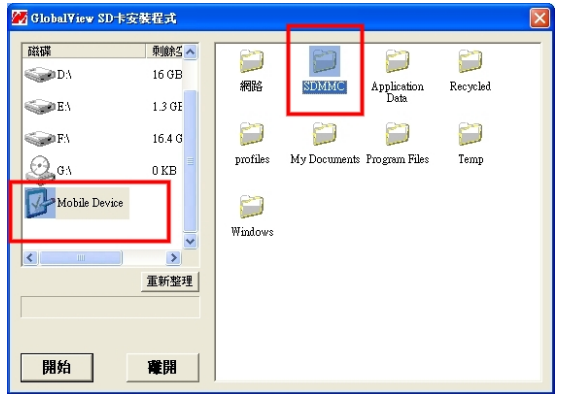 GlobalView SD卡安裝程式
磁碟
剩餘空
D:\
16 GB
E:\
1.3 GE
F:\
16.4 G
G:\
0 KB
Mobile Device
重新整理
開始
離開
網路
SDMMC
Application
Data
Recycled
profiles
My Documents
Program Files
Temp
Windows